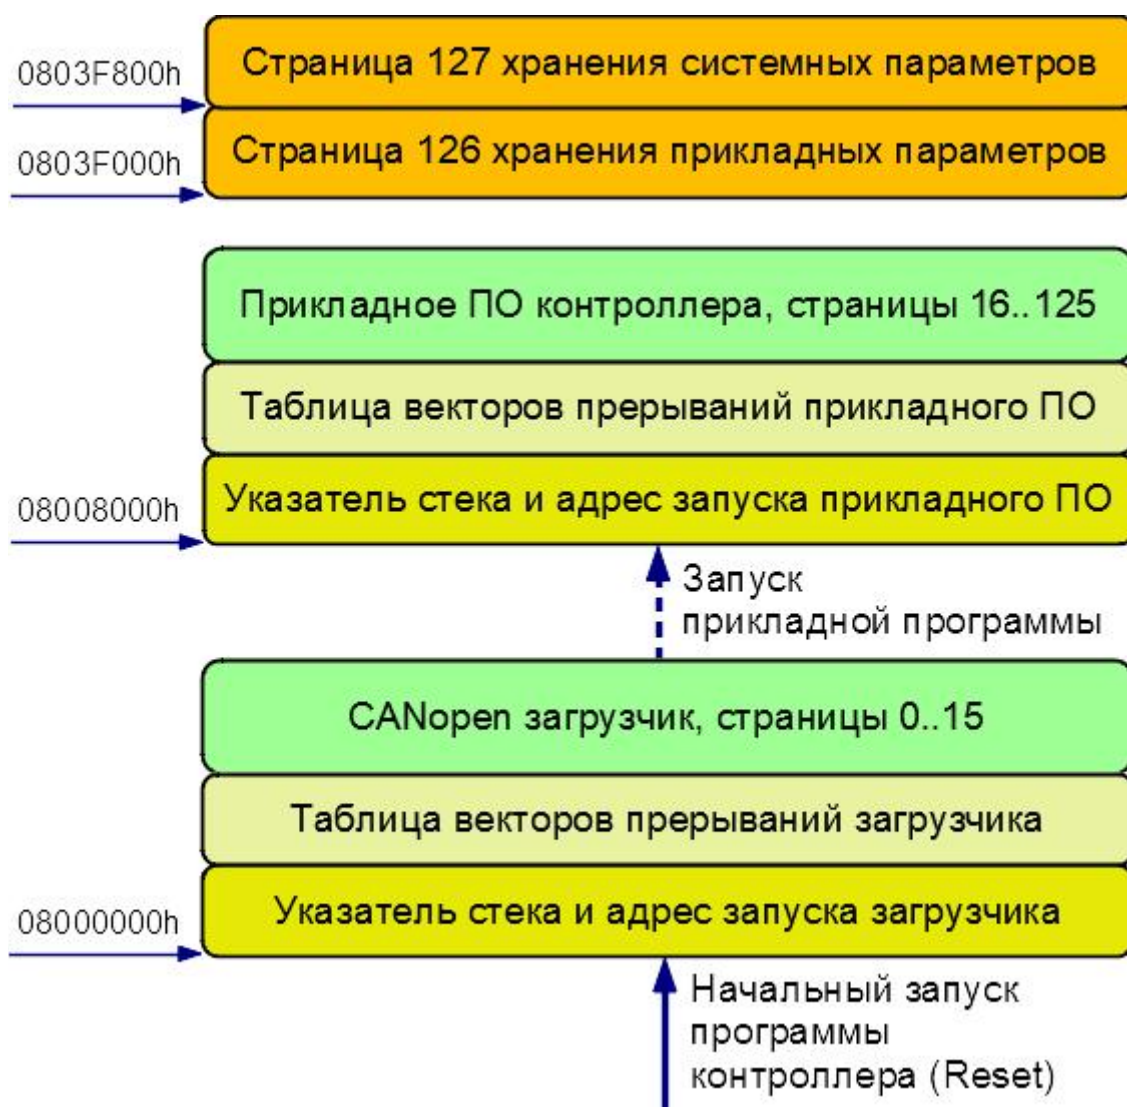 Страница 127 хранения системных параметров
0803F800h
Страница 126 хранения прикладных параметров
0803F000h
Прикладное ПО контроллера, страницы 16..125
Таблица векторов прерываний прикладного ПО
Указатель стека и адрес запуска прикладного ПО
08008000h
Запуск
прикладной программы
CANopen загрузчик, страницы 0..15
Таблица векторов прерываний загрузчика
Указатель стека и адрес запуска загрузчика
08000000h
Начальный запуск
программы
контроллера (Reset)